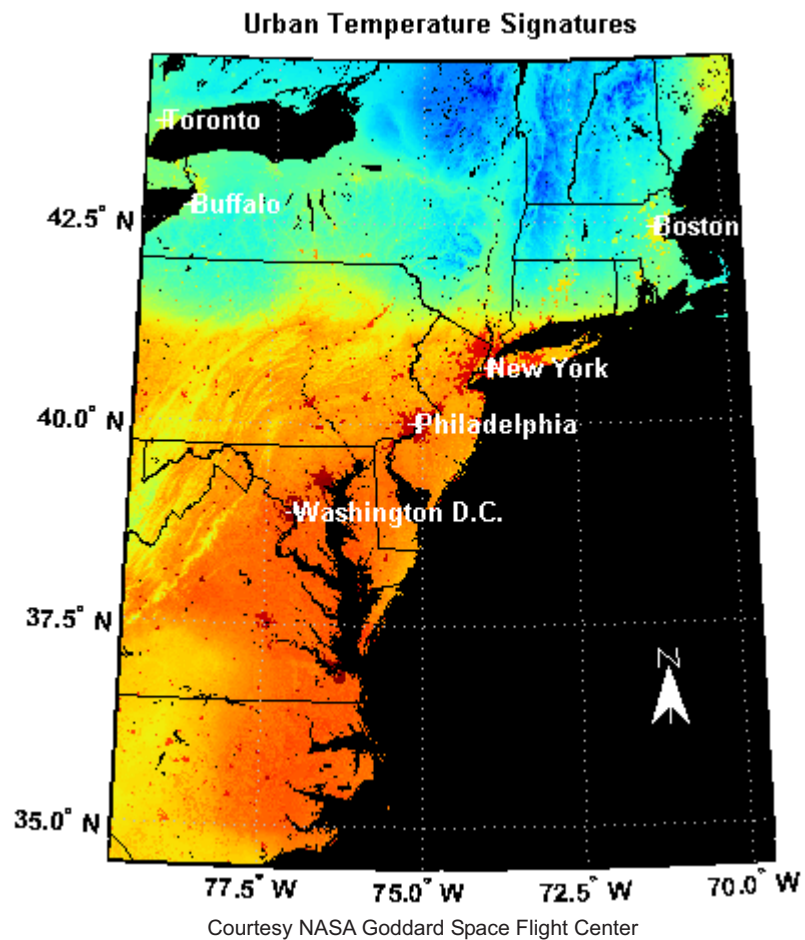 Urban Temperature Signatures
Toronto
Buffalo
42.5° N
Boston
New York
40.0° N
Philadelphia
Washington D.C.
37.5° N
N
35.0° N
77.5° W
75.0° W
72.5° W
70.0° W
Courtesy NASA Goddard Space Flight Center